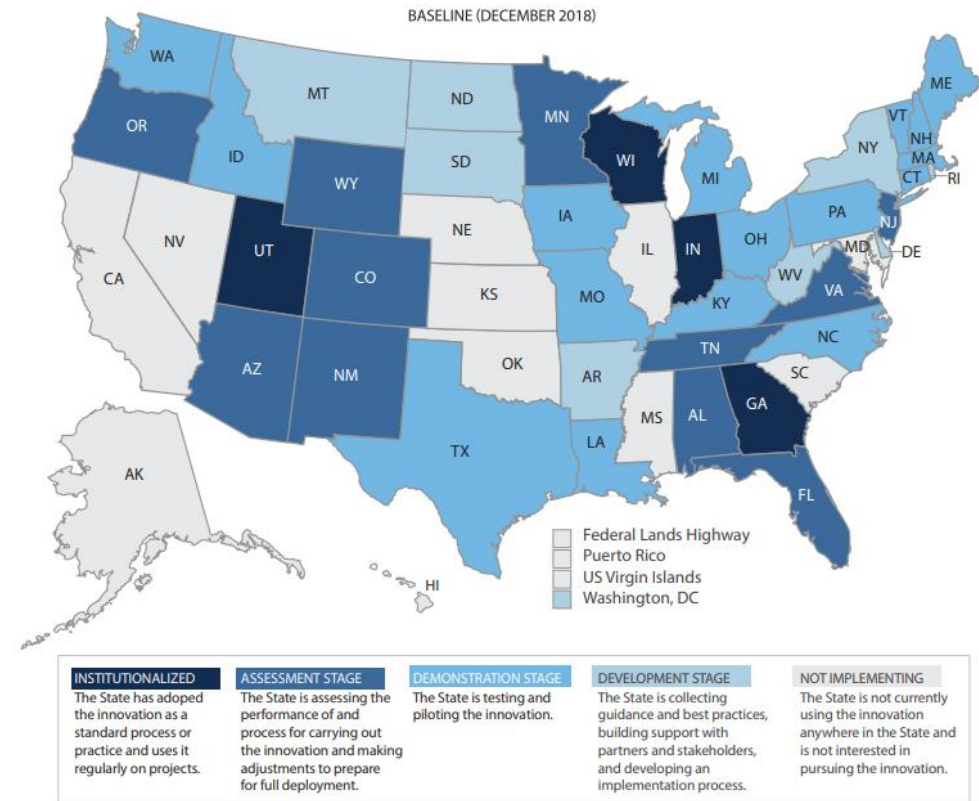 BASELINE (DECEMBER 2018)
WA
MT
ND
MN
ME
VT
NH
OR
ID
SD
WI
NY
MA
CT
RI
WY
MI
IA
PA
NJ
NE
NV
UT
IL
IN
OH
MD
DE
CA
CO
KS
MO
WV
VA
KY
NC
TN
AZ
NM
OK
AR
SC
MS
AL
GA
TX
LA
AK
FL
HI
Federal Lands Highway
Puerto Rico
US Virgin Islands
Washington, DC
INSTITUTIONALIZED
The State has adopted
the innovation as a
standard process or
practice and uses it
regularly on projects.
ASSESSMENT STAGE
The State is assessing the
performance of and
process for carrying out
the innovation and making
adjustments to prepare
for full deployment.
DEMONSTRATION STAGE
The State is testing and
piloting the innovation.
DEVELOPMENT STAGE
The State is collecting
guidance and best practices,
building support with
partners and stakeholders,
and developing an
implementation process.
NOT IMPLEMENTING
The State is not currently
using the innovation
anywhere in the State and
is not interested in
pursuing the innovation.